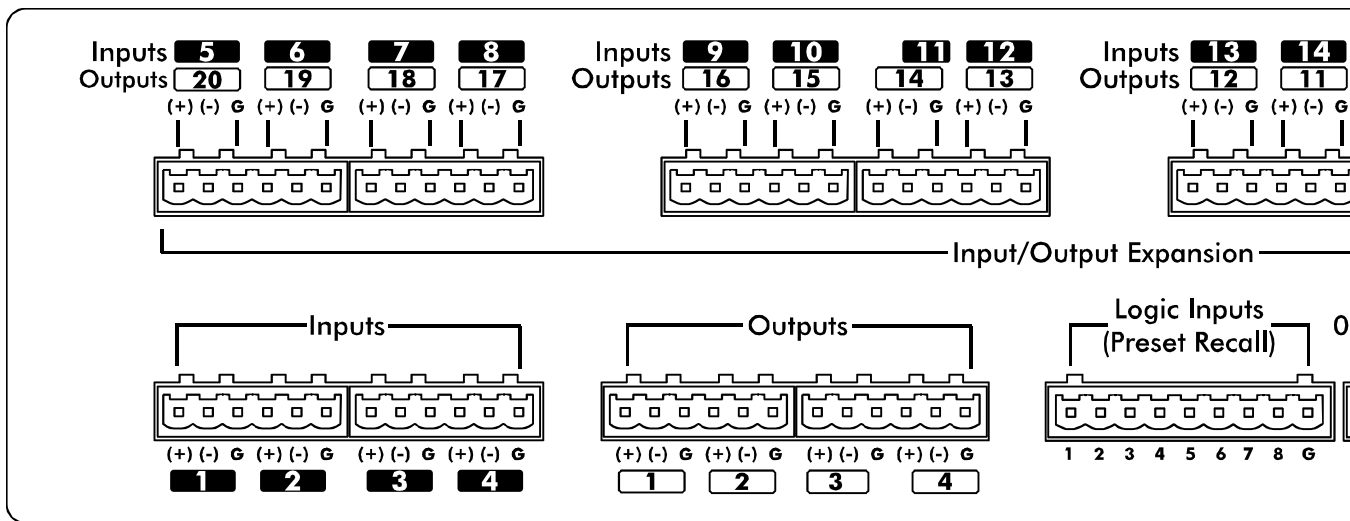 Inputs 5 6 7 8 Inputs 9 10 11 12 Inputs 13 14
Outputs 20 19 18 17 Outputs 16 15 14 13 Outputs 12 11
(+) (-) G (+) (-) G (+) (-) G (+) (-) G (+) (-) G (+) (-) G (+) (-) G (+) (-) G (+) (-) G (+) (-) G
Input/Output Expansion
Inputs Outputs Logic Inputs
(Preset Recall) 0
(+) (-) G (+) (-) G (+) (-) G (+) (-) G (+) (-) G (+) (-) G (+) (-) G (+) (-) G 1 2 3 4 5 6 7 8 G
1 2 3 4 1 2 3 4